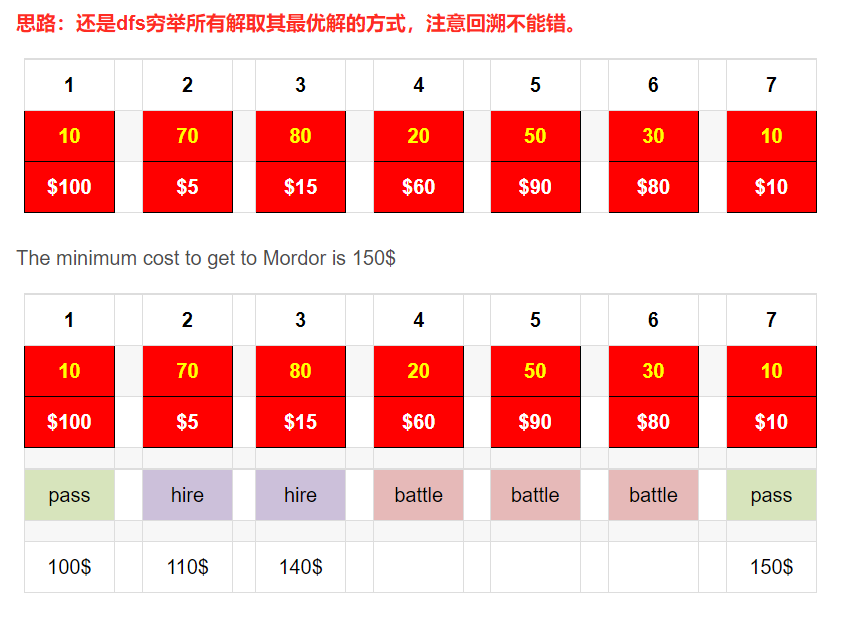 思路：还是dfs穷举所有解取其最优解的方式，注意回溯不能错。
1 2 3 4 5 6 7
10 70 80 20 50 30 10
$100 $5 $15 $60 $90 $80 $10
The minimum cost to get to Mordor is 150$
1 2 3 4 5 6 7
10 70 80 20 50 30 10
$100 $5 $15 $60 $90 $80 $10
pass hire hire battle battle battle pass
100$ 110$ 140$ 150$